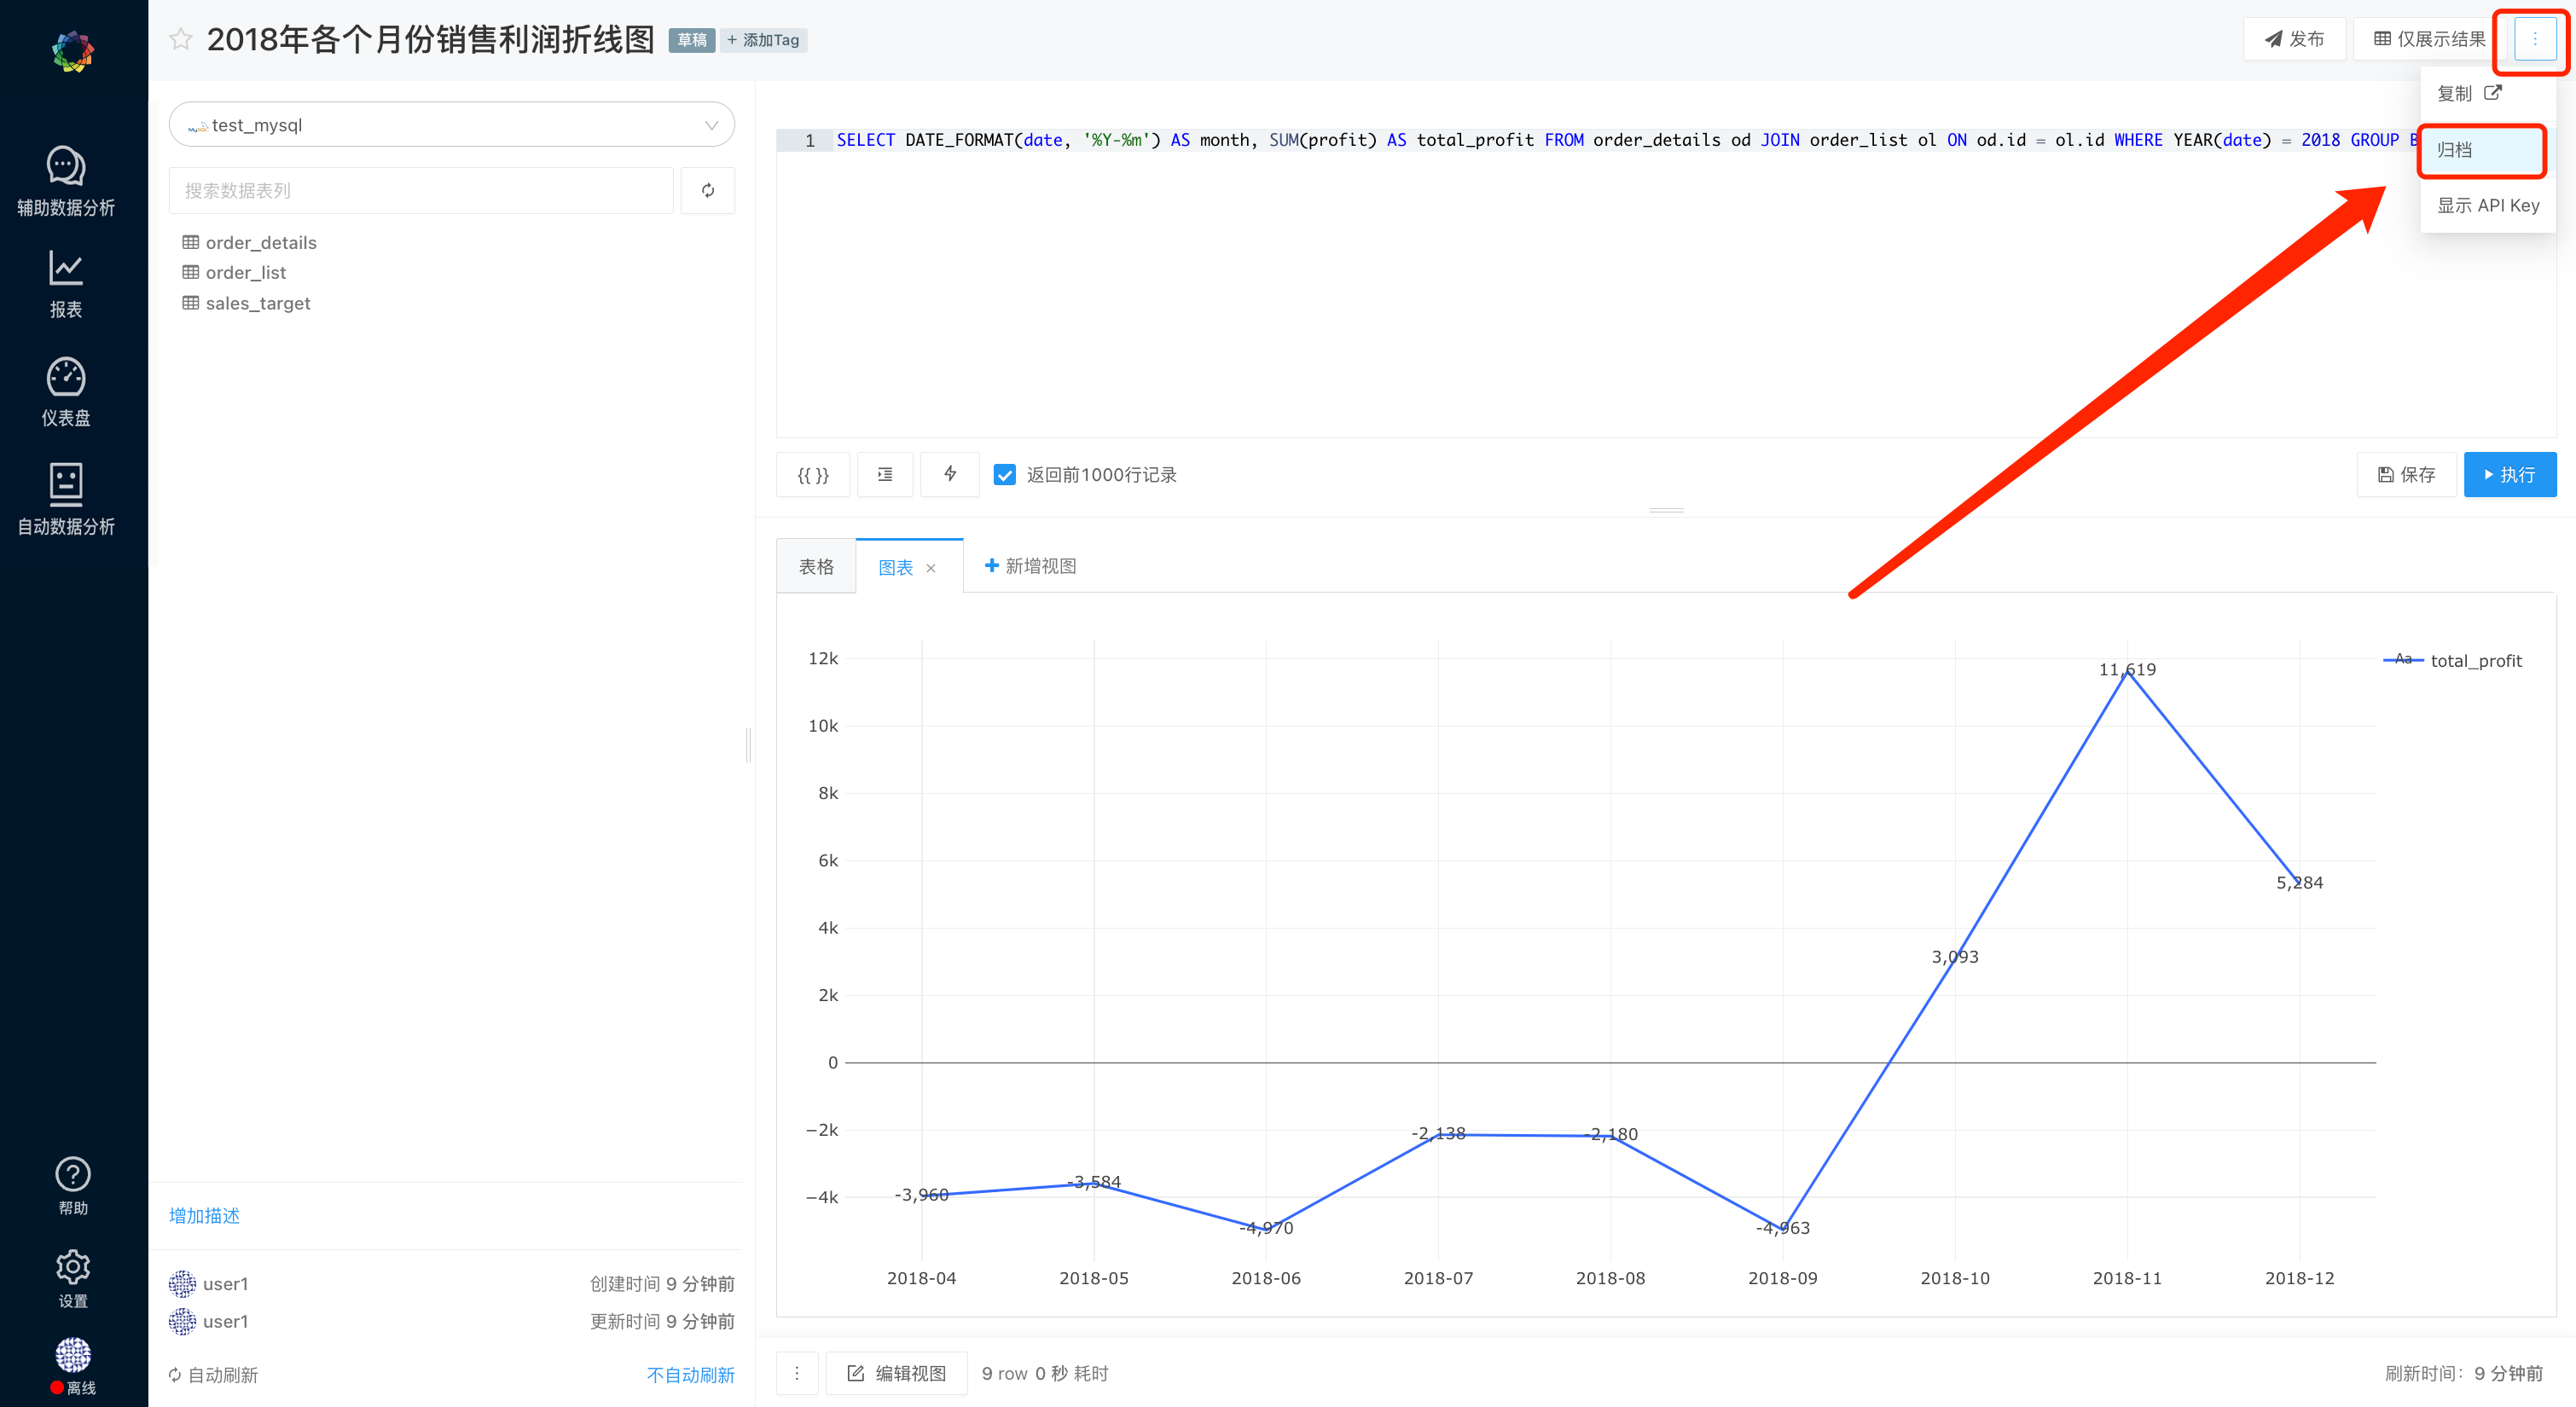 2018年各个月份销售利润折线图 草稿 + 添加Tag
发布 仅展示结果
复制
归档
显示 API Key
辅助数据分析
报表
仪表盘
自动数据分析
帮助
设置
离线
test_mysql
搜索数据表列
order_details
order_list
sales_target
增加描述
user1 创建时间 9 分钟前
user1 更新时间 9 分钟前
自动刷新 不自动刷新
1 SELECT DATE_FORMAT(date, '%Y-%m') AS month, SUM(profit) AS total_profit FROM order_details od JOIN order_list ol ON od.id = ol.id WHERE YEAR(date) = 2018 GROUP
{{ }} 返回前1000行记录 保存 执行
表格 图表 × 新增视图
12k
10k
8k
6k
4k
2k
0
−2k
−4k
-3,960
-3,584
-4,970
-2,138
-2,180
-4,963
3,093
11,619
5,284
Aa total_profit
2018-04 2018-05 2018-06 2018-07 2018-08 2018-09 2018-10 2018-11 2018-12
编辑视图 9 row 0 秒 耗时 刷新时间: 9 分钟前